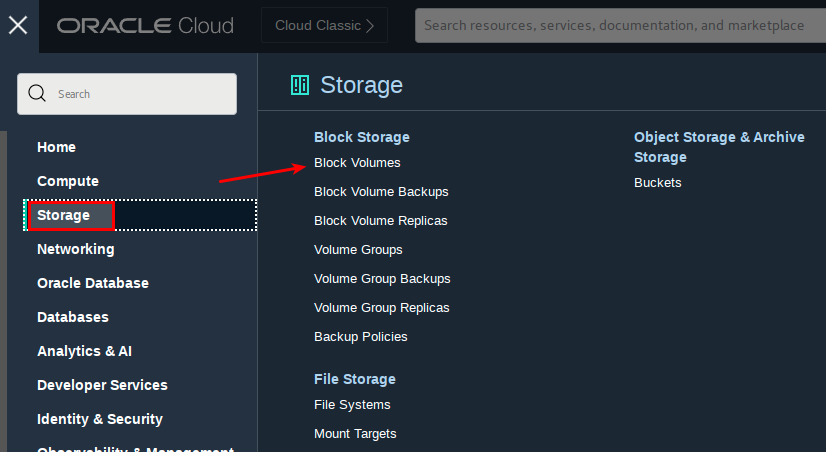 ORACLE Cloud
Cloud Classic
Search resources, services, documentation, and marketplace
Search
Home
Compute
Storage
Networking
Oracle Database
Databases
Analytics & AI
Developer Services
Identity & Security
Observability & Management
Storage
Block Storage
Block Volumes
Block Volume Backups
Block Volume Replicas
Volume Groups
Volume Group Backups
Volume Group Replicas
Backup Policies
File Storage
File Systems
Mount Targets
Object Storage & Archive
Storage
Buckets